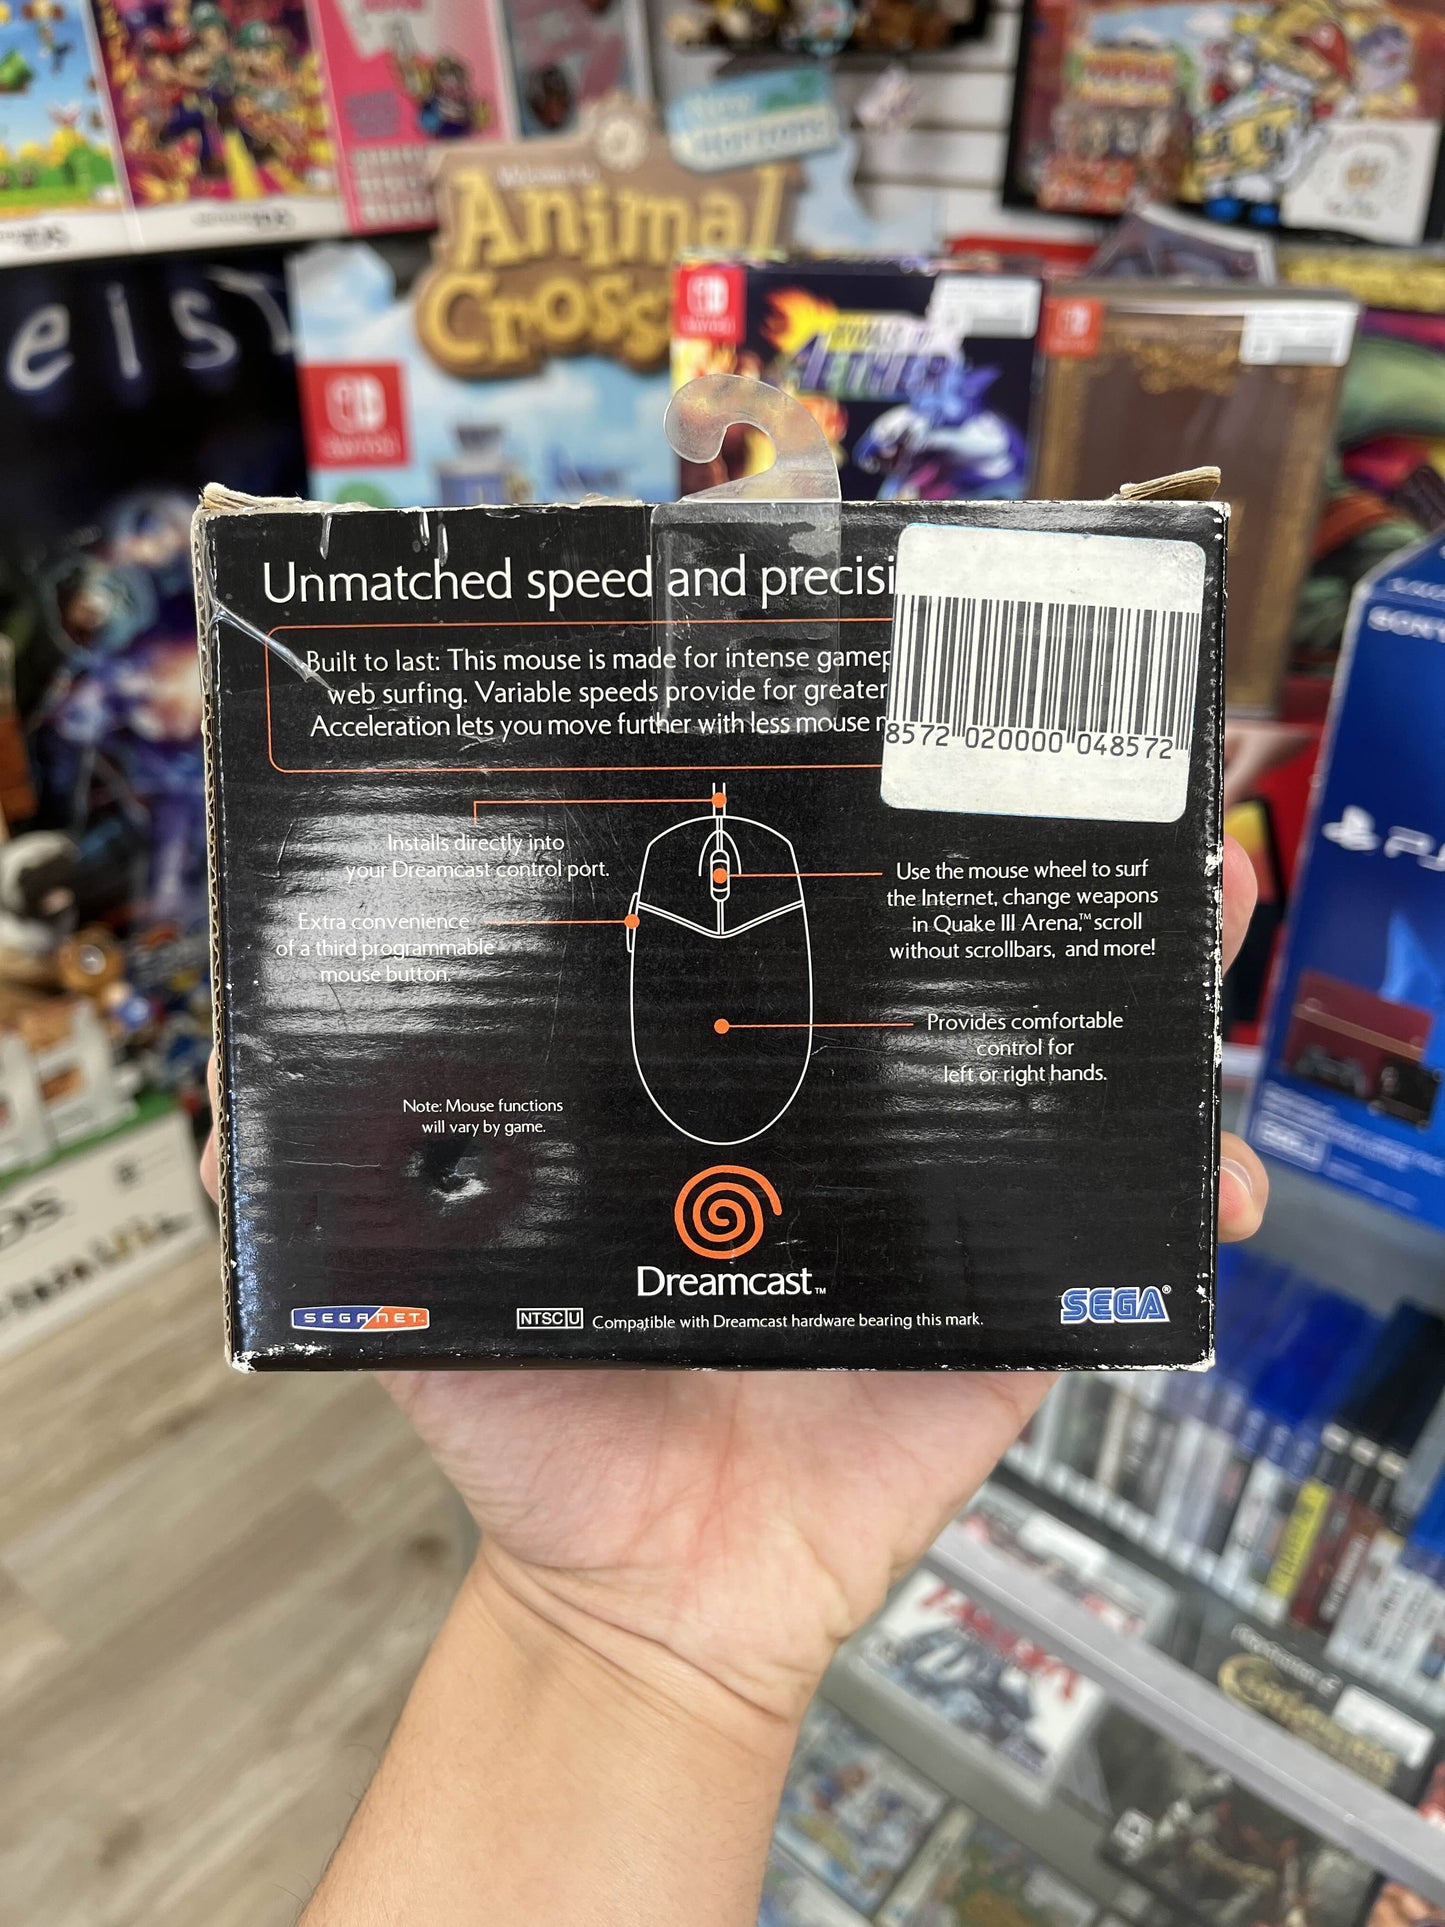 Animal
Cross
eis
Unmatched speed and precisi
Built to last: This mouse is made for intense gamep
web surfing. Variable speeds provide for greater
Acceleration lets you move further with less mouse
8572 020000 048572
Installs directly into
your Dreamcast control port.
Extra convenience
of a third programmable
mouse button.
Use the mouse wheel to surf
the Internet, change weapons
in Quake III Arena,™ scroll
without scrollbars, and more!
Provides comfortable
control for
left or right hands.
Note: Mouse functions
will vary by game.
Dreamcast™
SEGANET
NTSC U Compatible with Dreamcast hardware bearing this mark.
SEGA®
SONY